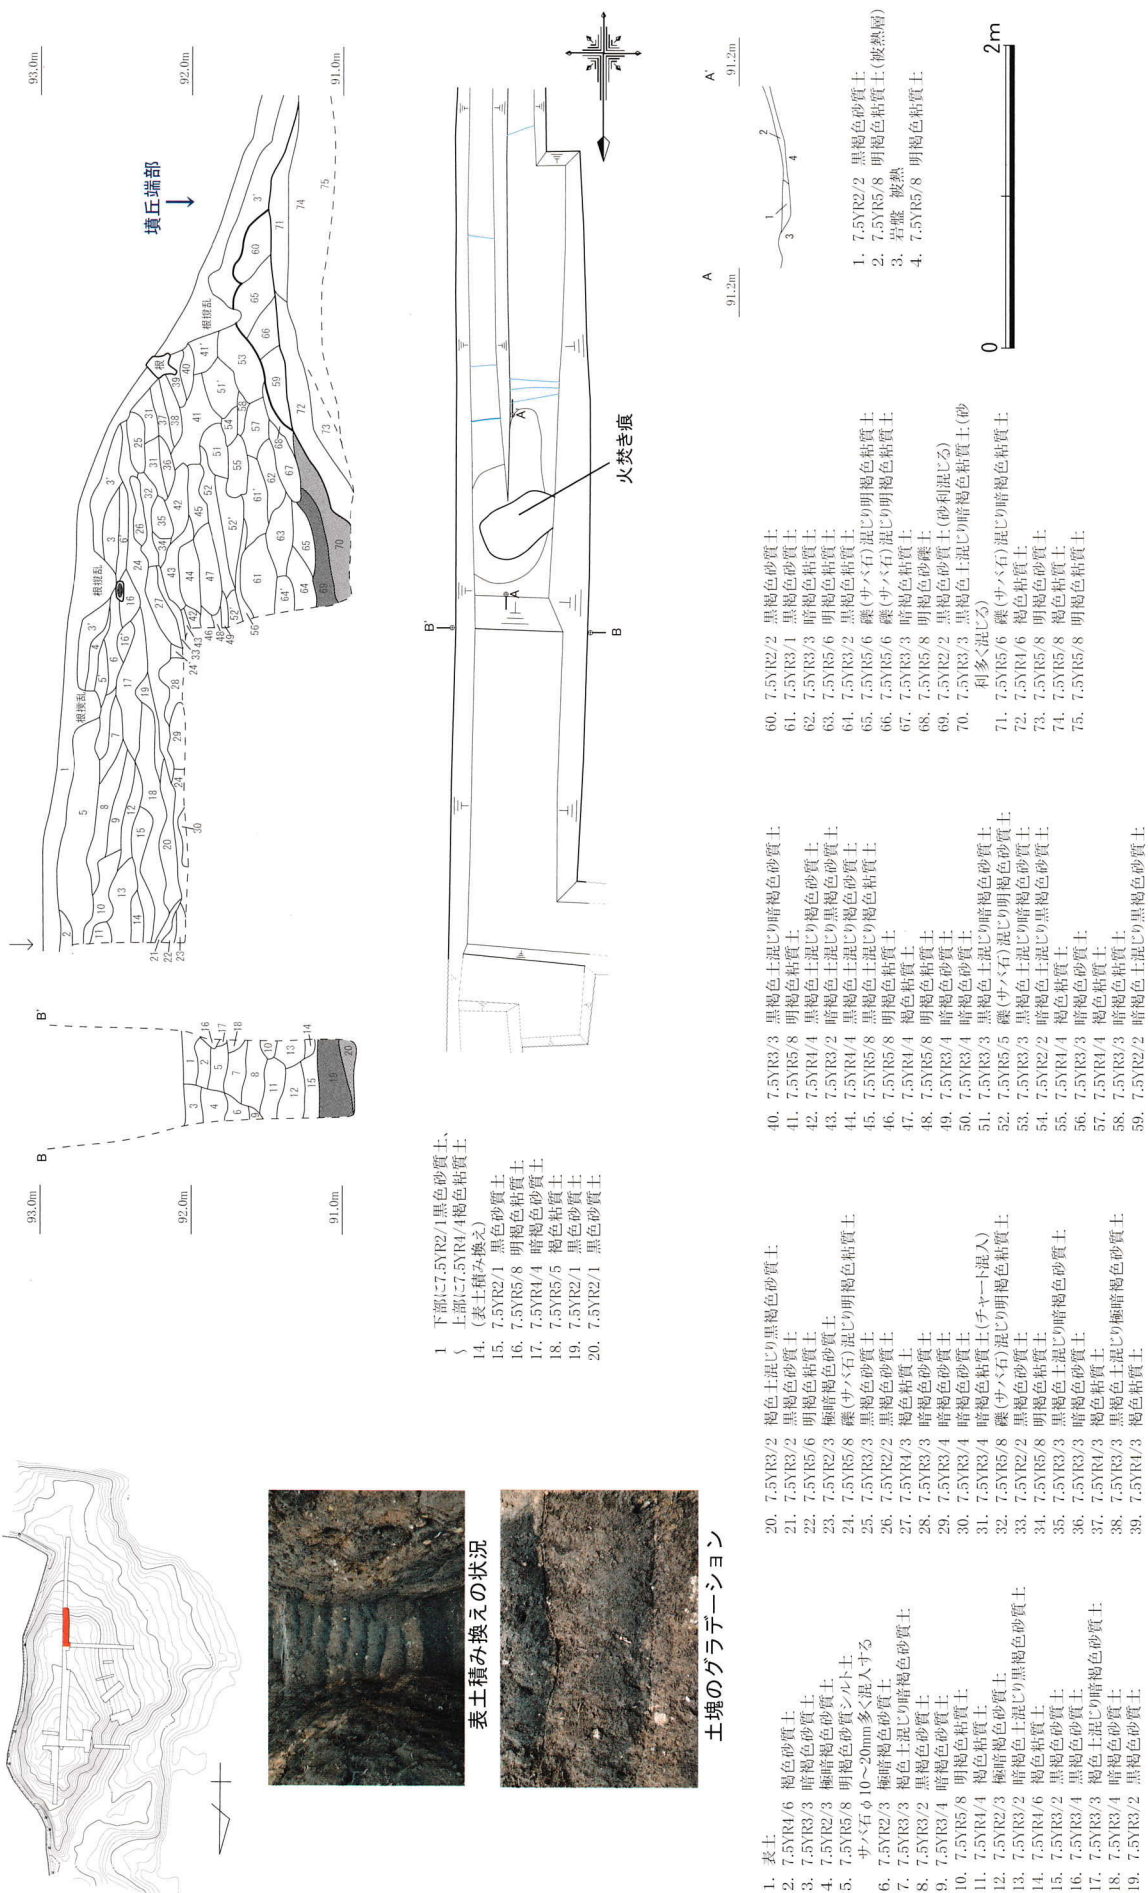 93.0m
92.0m
91.0m
B
B'
墳丘端部
根撹乱
根撹乱
根撹乱
根
93.0m
92.0m
91.0m
1 下部に7.5YR2/1黒色砂質土、
〜 上部に7.5YR4/4褐色粘質土
14. (表土積み換え)
15. 7.5YR2/1 黒色砂質土
16. 7.5YR5/8 明褐色粘質土
17. 7.5YR4/4 暗褐色砂質土
18. 7.5YR5/5 褐色粘質土
19. 7.5YR2/1 黒色砂質土
20. 7.5YR2/1 黒色砂質土
B'
B
A
A'
火焚き痕
表土積み換えの状況
土塊のグラデーション
A
A'
91.2m
91.2m
1
2
3
4
1. 7.5YR2/2 黒褐色砂質土
2. 7.5YR5/8 明褐色粘質土(被熱層)
3. 岩盤 被熱
4. 7.5YR5/8 明褐色粘質土
0
2m
1. 表土
2. 7.5YR4/6 褐色砂質土
3. 7.5YR3/3 暗褐色砂質土
4. 7.5YR2/3 極暗褐色砂質土
5. 7.5YR5/8 明褐色砂質シルト土
サバ石φ10〜20mm多く混入する
6. 7.5YR2/3 極暗褐色砂質土
7. 7.5YR3/3 褐色土混じり暗褐色砂質土
8. 7.5YR3/2 黒褐色砂質土
9. 7.5YR3/4 暗褐色砂質土
10. 7.5YR5/8 明褐色粘質土
11. 7.5YR4/4 褐色粘質土
12. 7.5YR2/3 極暗褐色砂質土
13. 7.5YR3/2 暗褐色土混じり黒褐色砂質土
14. 7.5YR4/6 褐色粘質土
15. 7.5YR3/2 黒褐色砂質土
16. 7.5YR3/4 黒褐色砂質土
17. 7.5YR3/3 褐色土混じり暗褐色砂質土
18. 7.5YR3/4 暗褐色砂質土
19. 7.5YR3/2 黒褐色砂質土
20. 7.5YR3/2 褐色土混じり黒褐色砂質土
21. 7.5YR3/2 黒褐色砂質土
22. 7.5YR5/6 明褐色粘質土
23. 7.5YR2/3 極暗褐色砂質土
24. 7.5YR5/8 礫(サバ石)混じり明褐色粘質土
25. 7.5YR3/3 黒褐色砂質土
26. 7.5YR2/2 黒褐色砂質土
27. 7.5YR4/3 褐色粘質土
28. 7.5YR3/3 暗褐色砂質土
29. 7.5YR3/4 暗褐色砂質土
30. 7.5YR3/4 暗褐色砂質土
31. 7.5YR3/4 暗褐色粘質土(チャート混入)
32. 7.5YR5/8 礫(サバ石)混じり明褐色粘質土
33. 7.5YR2/2 黒褐色砂質土
34. 7.5YR5/8 明褐色粘質土
35. 7.5YR3/3 黒褐色土混じり暗褐色砂質土
36. 7.5YR3/3 暗褐色砂質土
37. 7.5YR4/3 褐色粘質土
38. 7.5YR3/3 黒褐色土混じり極暗褐色砂質土
39. 7.5YR4/3 褐色粘質土
40. 7.5YR3/3 黒褐色土混じり暗褐色砂質土
41. 7.5YR5/8 明褐色粘質土
42. 7.5YR4/4 黒褐色土混じり褐色砂質土
43. 7.5YR3/2 暗褐色土混じり黒褐色砂質土
44. 7.5YR4/4 黒褐色土混じり褐色砂質土
45. 7.5YR5/8 黒褐色土混じり褐色粘質土
46. 7.5YR5/8 明褐色粘質土
47. 7.5YR4/4 褐色粘質土
48. 7.5YR5/8 明褐色粘質土
49. 7.5YR3/4 暗褐色砂質土
50. 7.5YR3/4 暗褐色砂質土
51. 7.5YR3/3 黒褐色土混じり暗褐色砂質土
52. 7.5YR5/5 礫(サバ石)混じり明褐色砂質土
53. 7.5YR3/3 黒褐色土混じり暗褐色砂質土
54. 7.5YR2/2 暗褐色土混じり黒褐色砂質土
55. 7.5YR4/4 褐色粘質土
56. 7.5YR3/3 暗褐色砂質土
57. 7.5YR4/4 褐色粘質土
58. 7.5YR3/3 暗褐色粘質土
59. 7.5YR2/2 暗褐色土混じり黒褐色砂質土
60. 7.5YR2/2 黒褐色砂質土
61. 7.5YR3/1 黒褐色砂質土
62. 7.5YR3/3 暗褐色粘質土
63. 7.5YR5/6 明褐色粘質土
64. 7.5YR3/2 黒褐色粘質土
65. 7.5YR5/6 礫(サバ石)混じり明褐色粘質土
66. 7.5YR5/6 礫(サバ石)混じり明褐色粘質土
67. 7.5YR3/3 暗褐色粘質土
68. 7.5YR5/8 明褐色砂礫土
69. 7.5YR2/2 黒褐色砂質土(砂利混じる)
70. 7.5YR3/3 黒褐色土混じり暗褐色粘質土(砂
利多く混じる)
71. 7.5YR5/6 礫(サバ石)混じり暗褐色粘質土
72. 7.5YR4/6 褐色粘質土
73. 7.5YR5/8 明褐色砂質土
74. 7.5YR5/8 褐色粘質土
75. 7.5YR5/8 明褐色粘質土